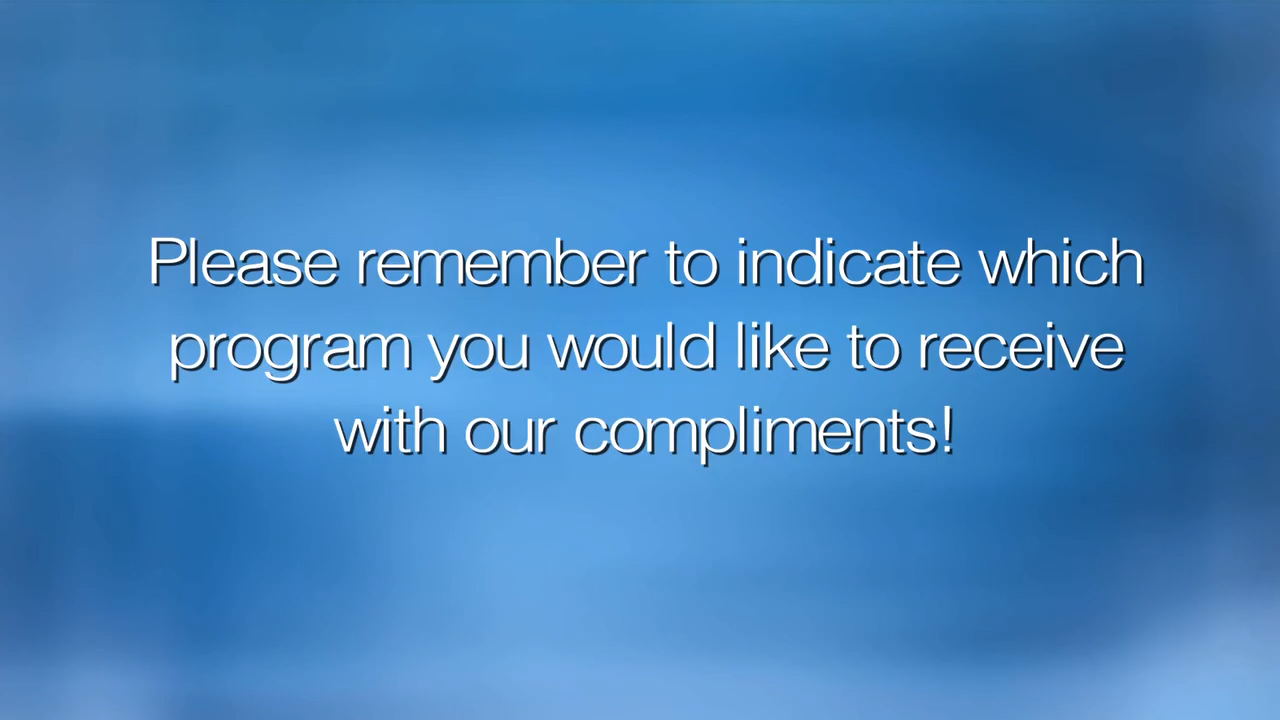 Please remember to indicate which
program you would like to receive
with our compliments!